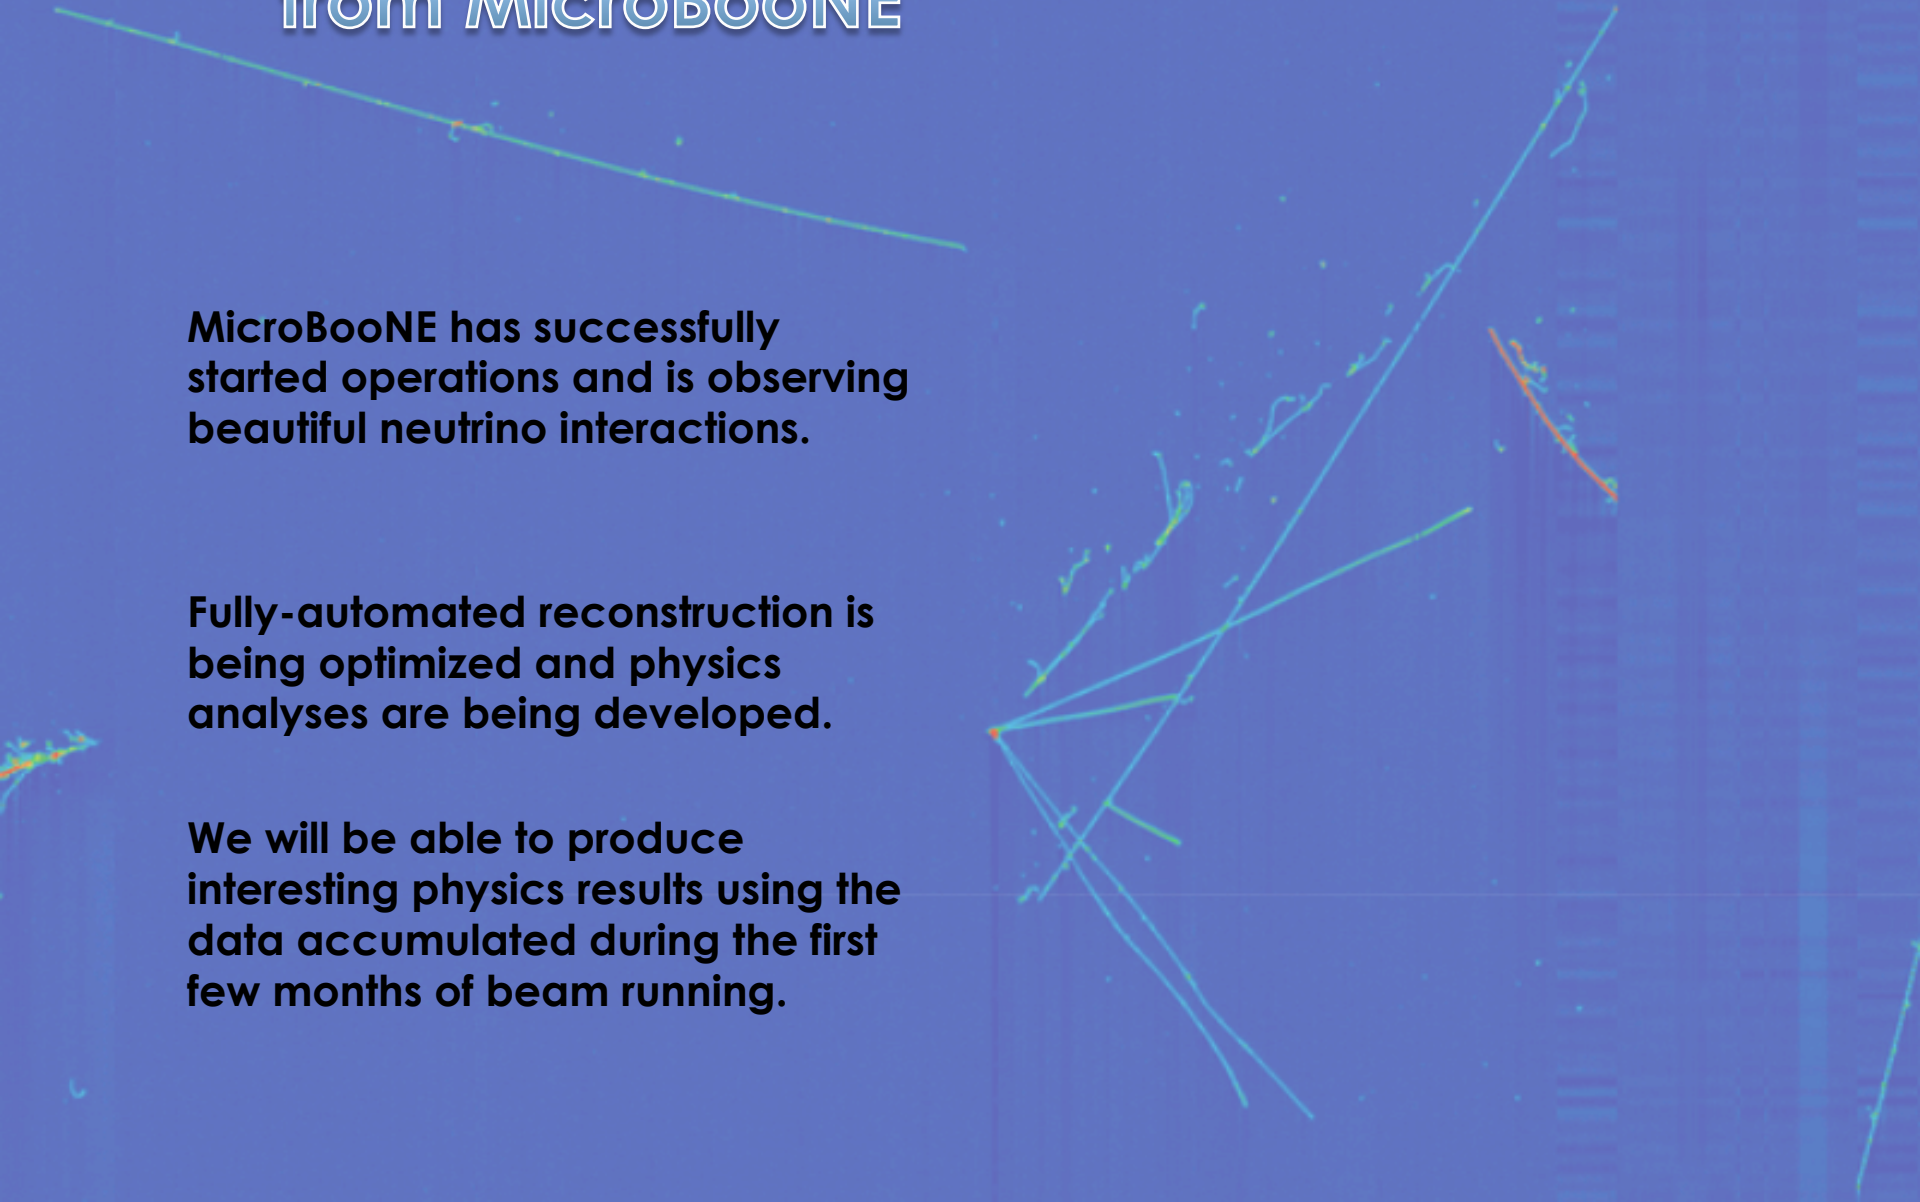 from MicroBooNE
MicroBooNE has successfully
started operations and is observing
beautiful neutrino interactions.
Fully-automated reconstruction is
being optimized and physics
analyses are being developed.
We will be able to produce
interesting physics results using the
data accumulated during the first
few months of beam running.